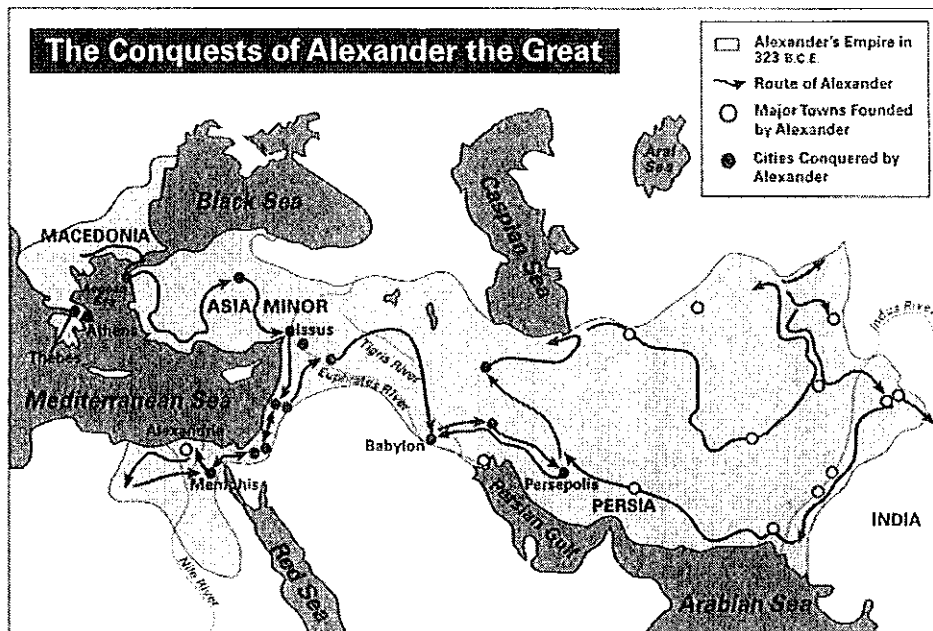 The Conquests of Alexander the Great
Alexander's Empire in
323 B.C.E.
Route of Alexander
Major Towns Founded
by Alexander
Cities Conquered by
Alexander
Aral
Sea
Black Sea
Caspian Sea
MACEDONIA
Aegean
Sea
Athens
Thebes
ASIA MINOR
Issus
Tigris River
Euphrates River
Indus River
Mediterranean Sea
Alexandria
Memphis
Babylon
Persepolis
PERSIA
Persian Gulf
INDIA
Nile River
Red Sea
Arabian Sea